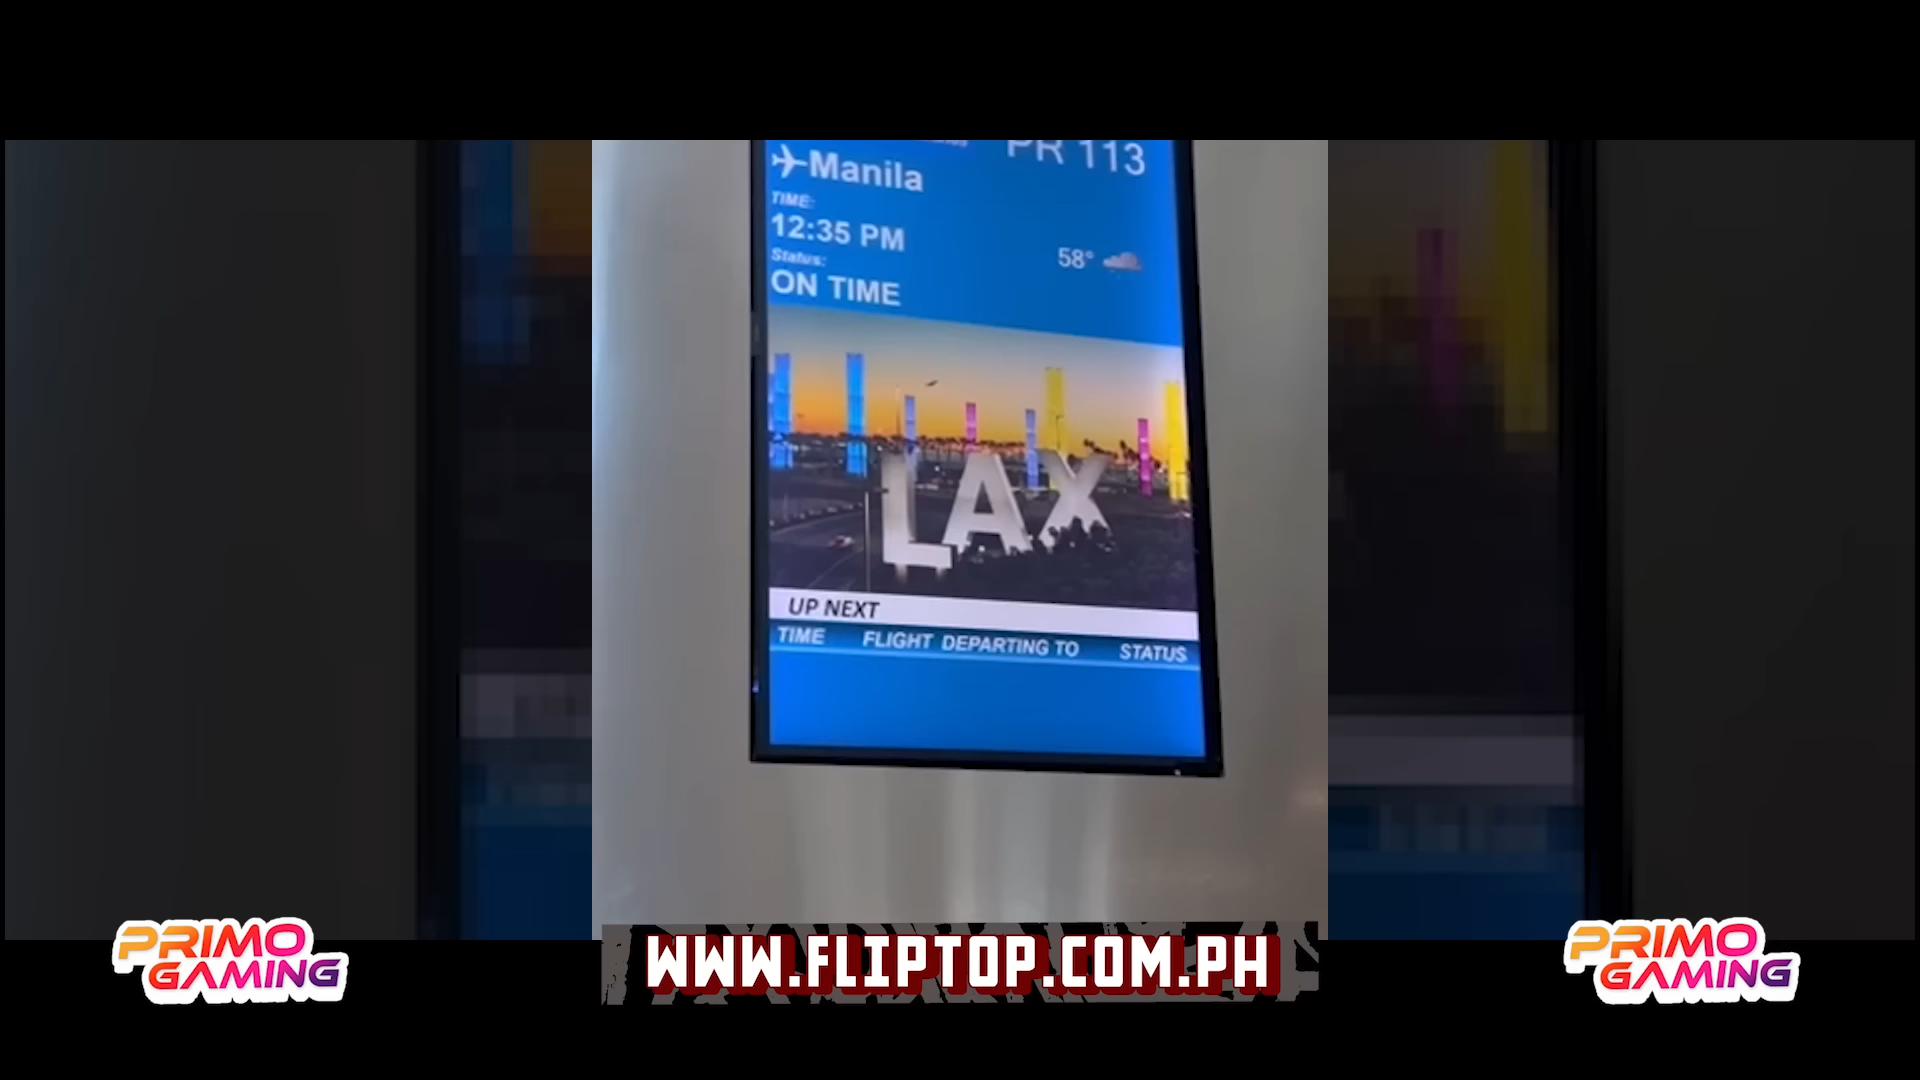 PR 113
Manila
TIME:
12:35 PM
58°
Status:
ON TIME
LAX
UP NEXT
TIME FLIGHT DEPARTING TO STATUS
PRIMO
GAMING
WWW.FLIPTOP.COM.PH
PRIMO
GAMING